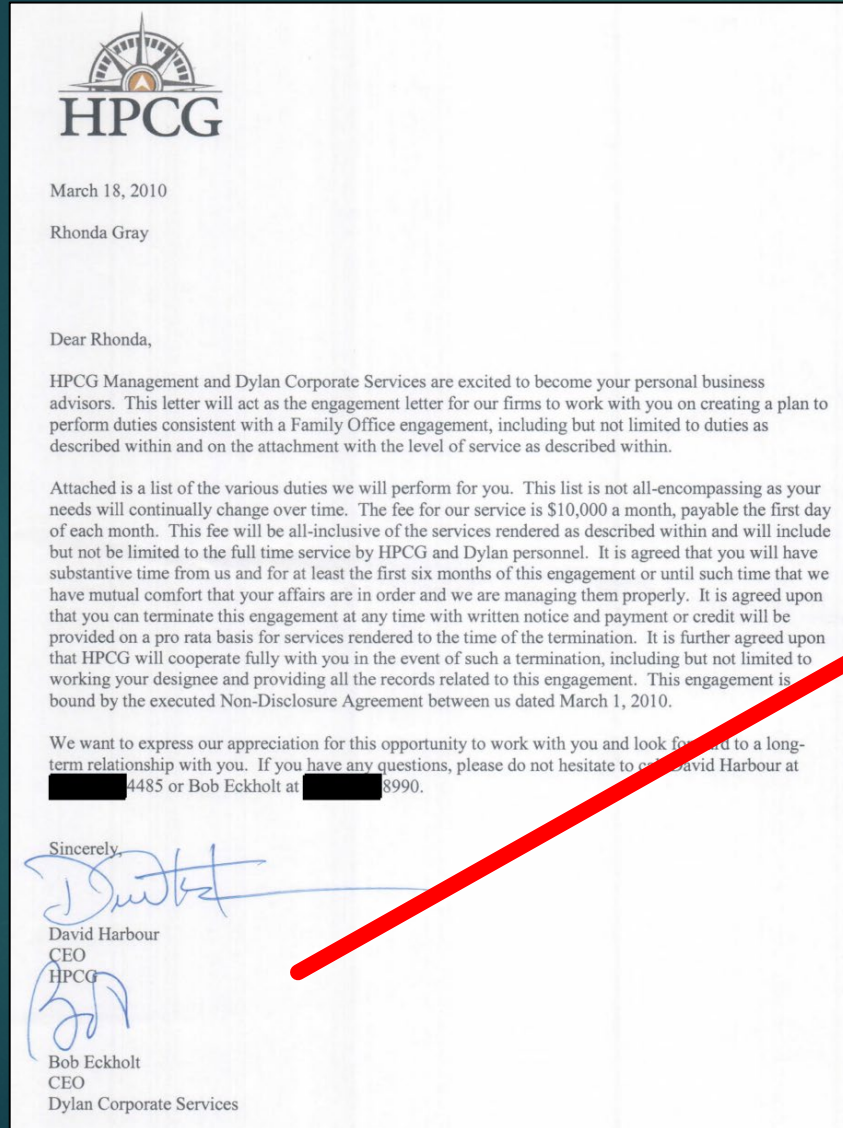 HPCG
March 18, 2010
Rhonda Gray
Dear Rhonda,
HPCG Management and Dylan Corporate Services are excited to become your personal business
advisors. This letter will act as the engagement letter for our firms to work with you on creating a plan to
perform duties consistent with a Family Office engagement, including but not limited to duties as
described within and on the attachment with the level of service as described within.
Attached is a list of the various duties we will perform for you. This list is not all-encompassing as your
needs will continually change over time. The fee for our service is $10,000 a month, payable the first day
of each month. This fee will be all-inclusive of the services rendered as described within and will include
but not be limited to the full time service by HPCG and Dylan personnel. It is agreed that you will have
substantive time from us and for at least the first six months of this engagement or until such time that we
have mutual comfort that your affairs are in order and we are managing them properly. It is agreed upon
that you can terminate this engagement at any time with written notice and payment or credit will be
provided on a pro rata basis for services rendered to the time of the termination. It is further agreed upon
that HPCG will cooperate fully with you in the event of such a termination, including but not limited to
working your designee and providing all the records related to this engagement. This engagement is
bound by the executed Non-Disclosure Agreement between us dated March 1, 2010.
We want to express our appreciation for this opportunity to work with you and look forward to a long-
term relationship with you. If you have any questions, please do not hesitate to call David Harbour at
4485 or Bob Eckholt at 8990.
Sincerely,
David Harbour
CEO
HPCG
Bob Eckholt
CEO
Dylan Corporate Services